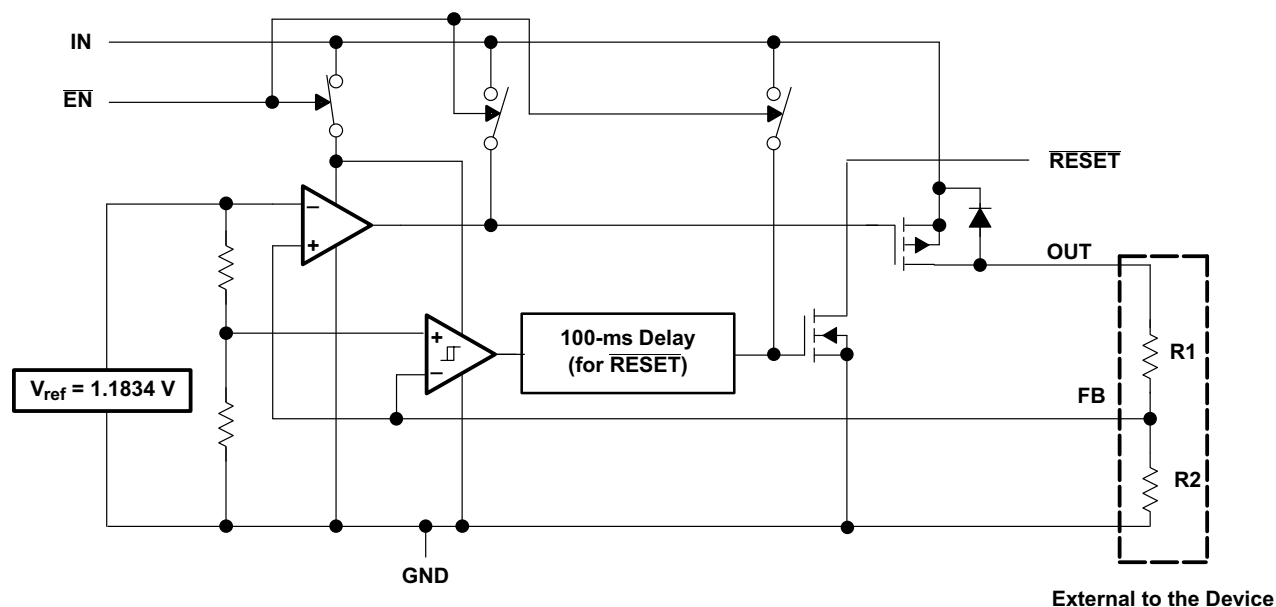 IN
EN
RESET
OUT
−
+
+
−
100-ms Delay
(for RESET)
R1
Vref = 1.1834 V
FB
R2
GND
External to the Device